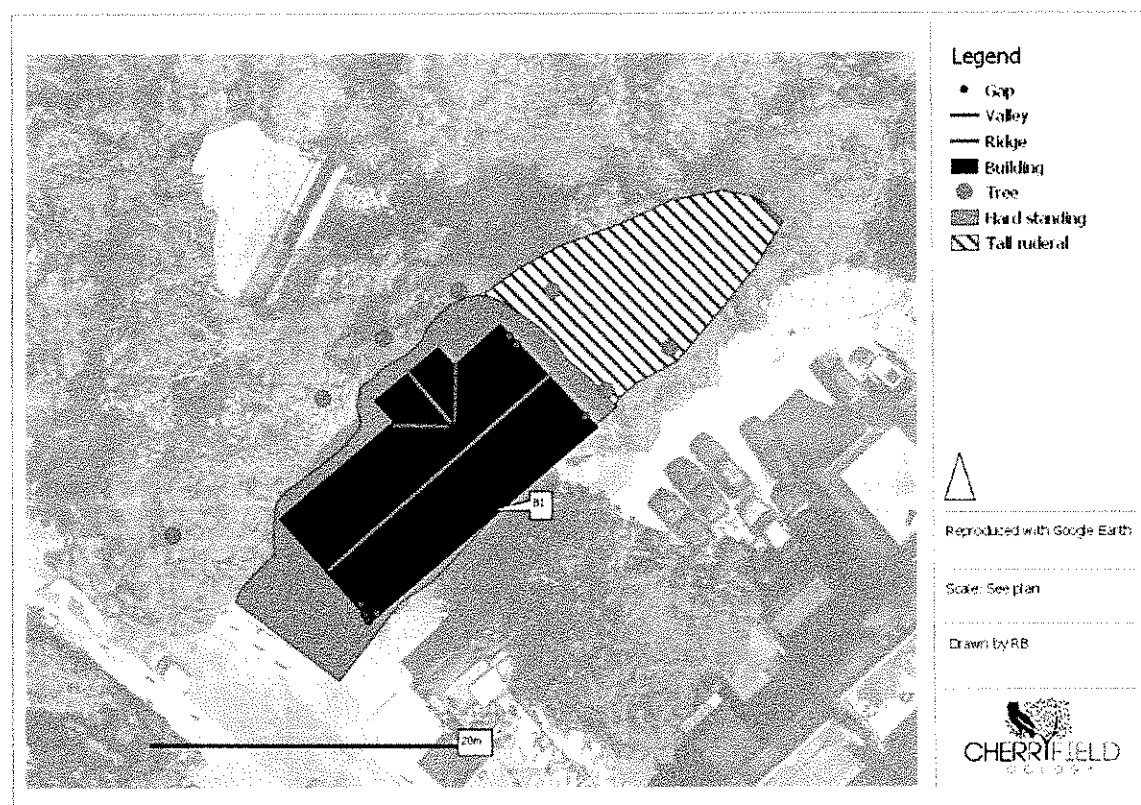 Legend
Gap
Valley
Ridge
Building
Tree
Hard standing
Tall ruderal
B1
20m
Reproduced with Google Earth
Scale: See plan
Drawn by RB
CHERRYFIELD